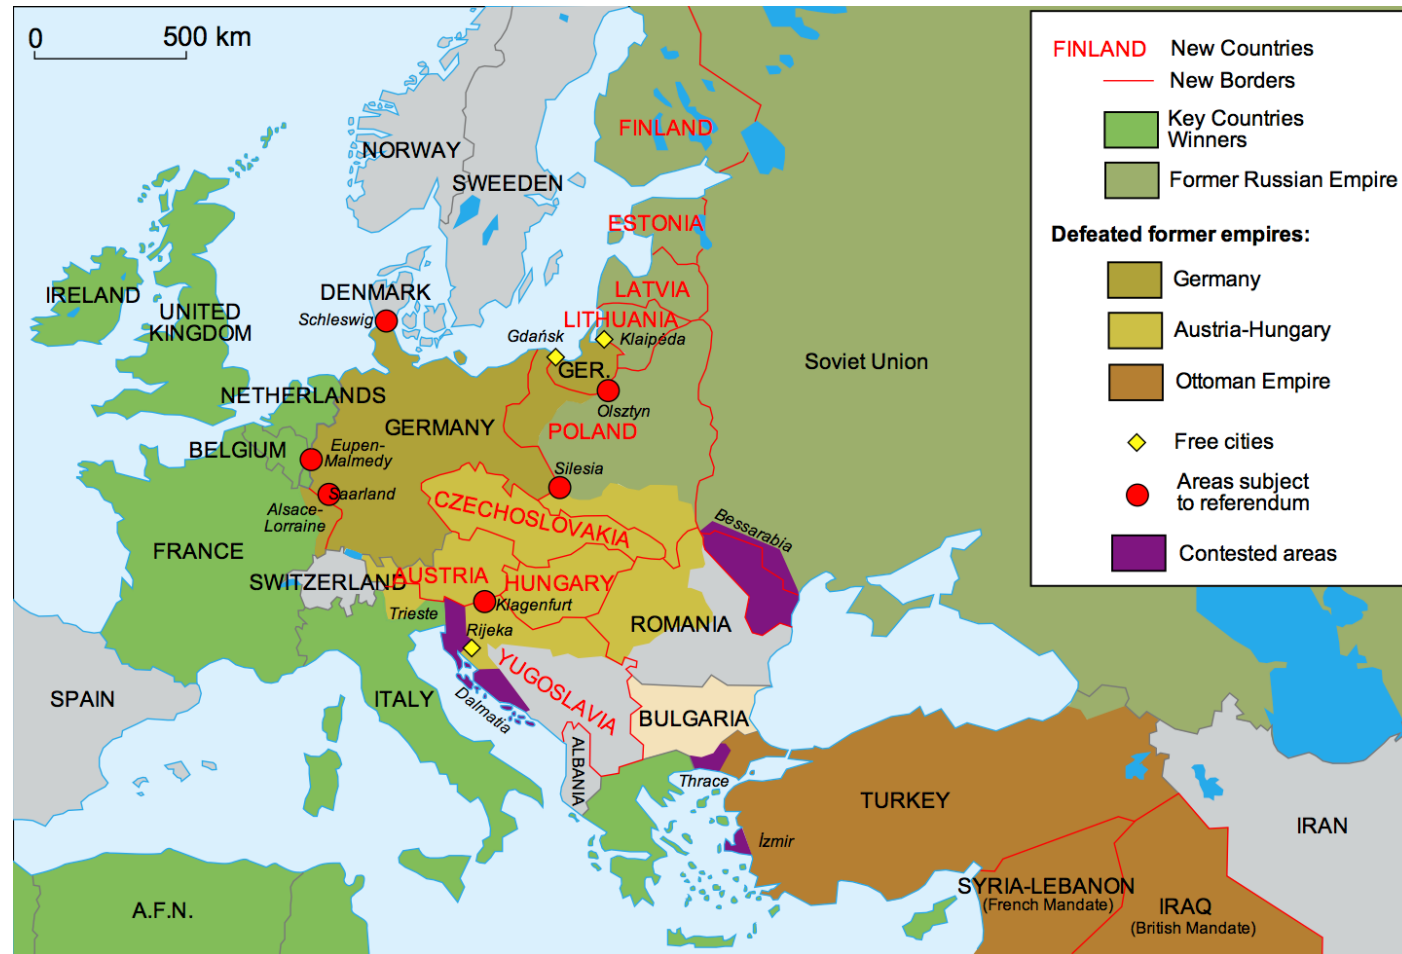 0
500 km
FINLAND
New Countries
New Borders
Key Countries
Winners
Former Russian Empire
Defeated former empires:
Germany
Austria-Hungary
Ottoman Empire
Free cities
Areas subject
to referendum
Contested areas
NORWAY
SWEEDEN
FINLAND
ESTONIA
LATVIA
LITHUANIA
Klaipéda
IRELAND
UNITED
KINGDOM
DENMARK
Schleswig
Gdańsk
GER.
Olsztyn
Soviet Union
NETHERLANDS
GERMANY
POLAND
BELGIUM
Eupen-
Malmedy
Silesia
Saarland
Alsace-
Lorraine
CZECHOSLOVAKIA
Bessarabia
FRANCE
SWITZERLAND
AUSTRIA
HUNGARY
Klagenfurt
Trieste
Rijeka
ROMANIA
SPAIN
ITALY
Dalmatia
YUGOSLAVIA
BULGARIA
ALBANIA
Thrace
TURKEY
İzmir
IRAN
SYRIA-LEBANON
(French Mandate)
IRAQ
(British Mandate)
A.F.N.